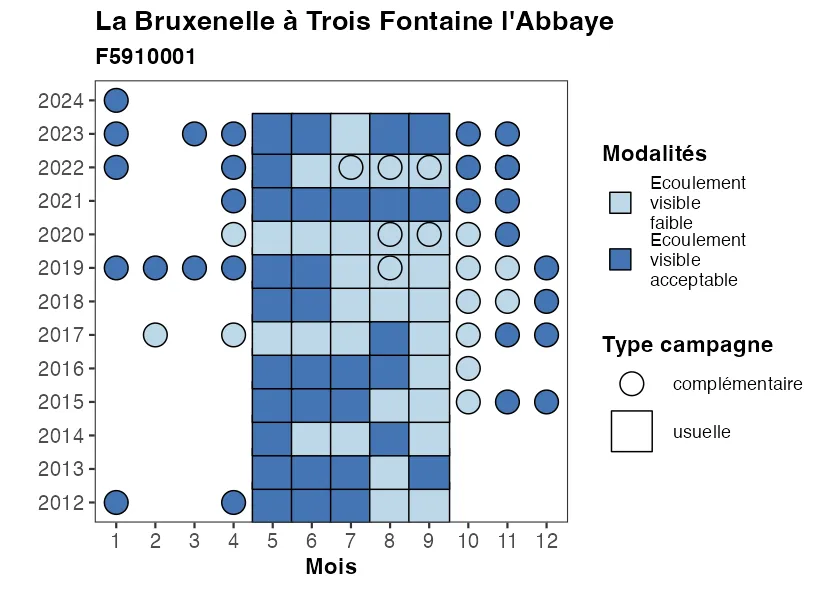 La Bruxenelle à Trois Fontaine l'Abbaye
F5910001
2024
2023
2022
2021
2020
2019
2018
2017
2016
2015
2014
2013
2012
1 2 3 4 5 6 7 8 9 10 11 12
Mois
Modalités
Ecoulement
visible
faible
Ecoulement
visible
acceptable
Type campagne
complémentaire
usuelle